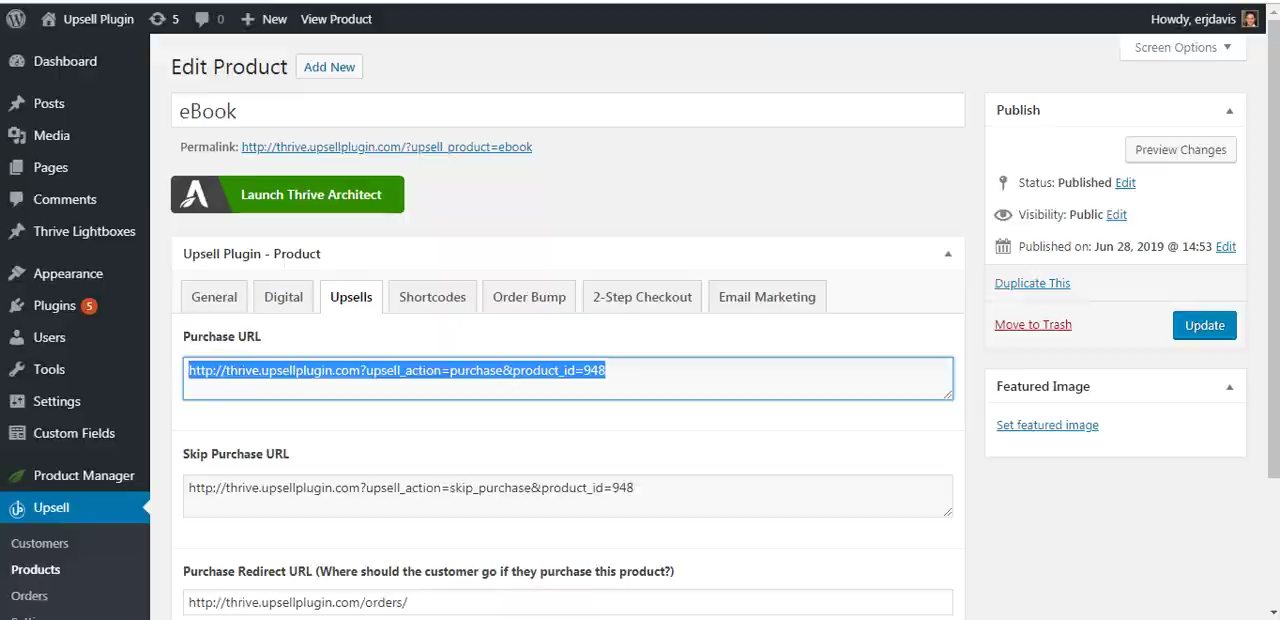 Upsell Plugin 5 0 New View Product Howdy, erjdavis
Screen Options
Dashboard
Posts
Media
Pages
Comments
Thrive Lightboxes
Appearance
Plugins 5
Users
Tools
Settings
Custom Fields
Product Manager
Upsell
Customers
Products
Orders
Edit Product Add New
eBook
Permalink: http://thrive.upsellplugin.com/?upsell_product=ebook
Launch Thrive Architect
Upsell Plugin - Product
General Digital Upsells Shortcodes Order Bump 2-Step Checkout Email Marketing
Purchase URL
http://thrive.upsellplugin.com?upsell_action=purchase&product_id=948
Skip Purchase URL
http://thrive.upsellplugin.com?upsell_action=skip_purchase&product_id=948
Purchase Redirect URL (Where should the customer go if they purchase this product?)
http://thrive.upsellplugin.com/orders/
Publish
Preview Changes
Status: Published Edit
Visibility: Public Edit
Published on: Jun 28, 2019 @ 14:53 Edit
Duplicate This
Move to Trash Update
Featured Image
Set featured image